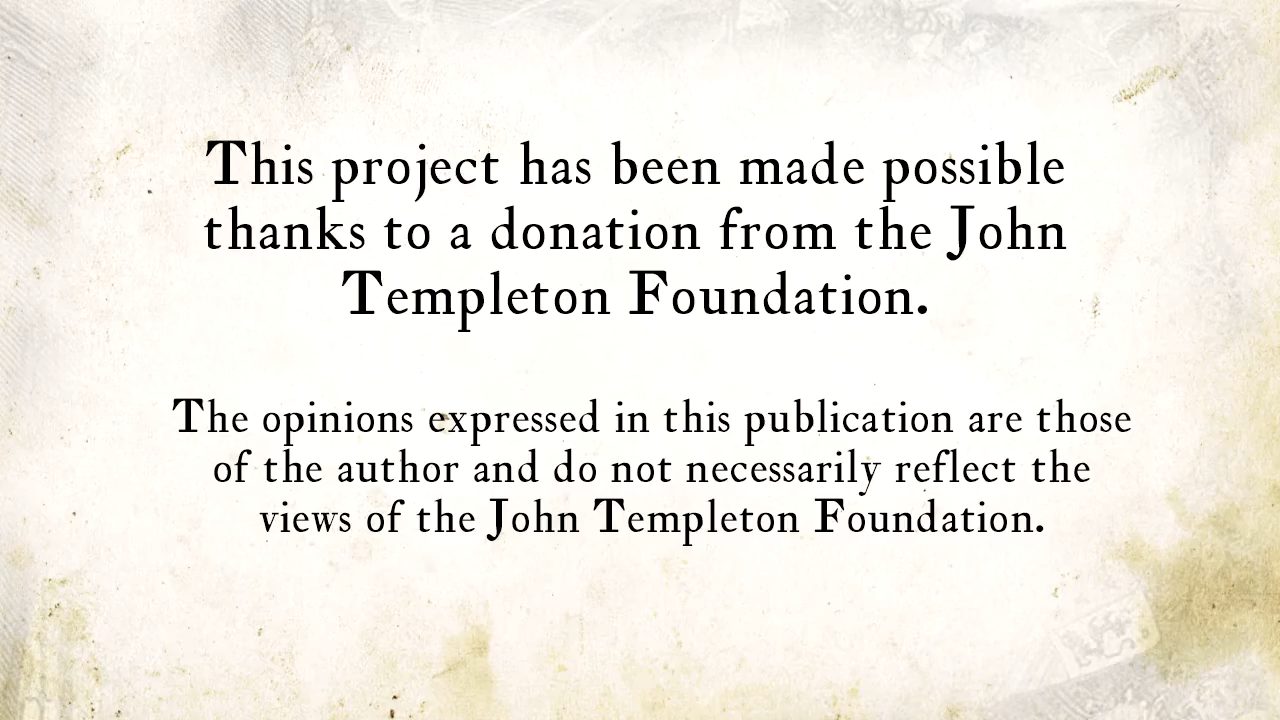 This project has been made possible
thanks to a donation from the John
Templeton Foundation.
The opinions expressed in this publication are those
of the author and do not necessarily reflect the
views of the John Templeton Foundation.